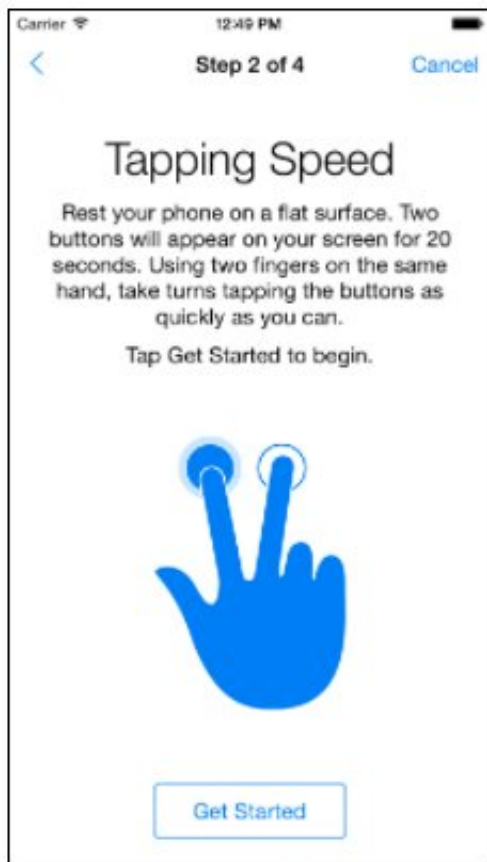 Carrier 12:49 PM
Step 2 of 4 Cancel
Tapping Speed
Rest your phone on a flat surface. Two
buttons will appear on your screen for 20
seconds. Using two fingers on the same
hand, take turns tapping the buttons as
quickly as you can.
Tap Get Started to begin.
Get Started